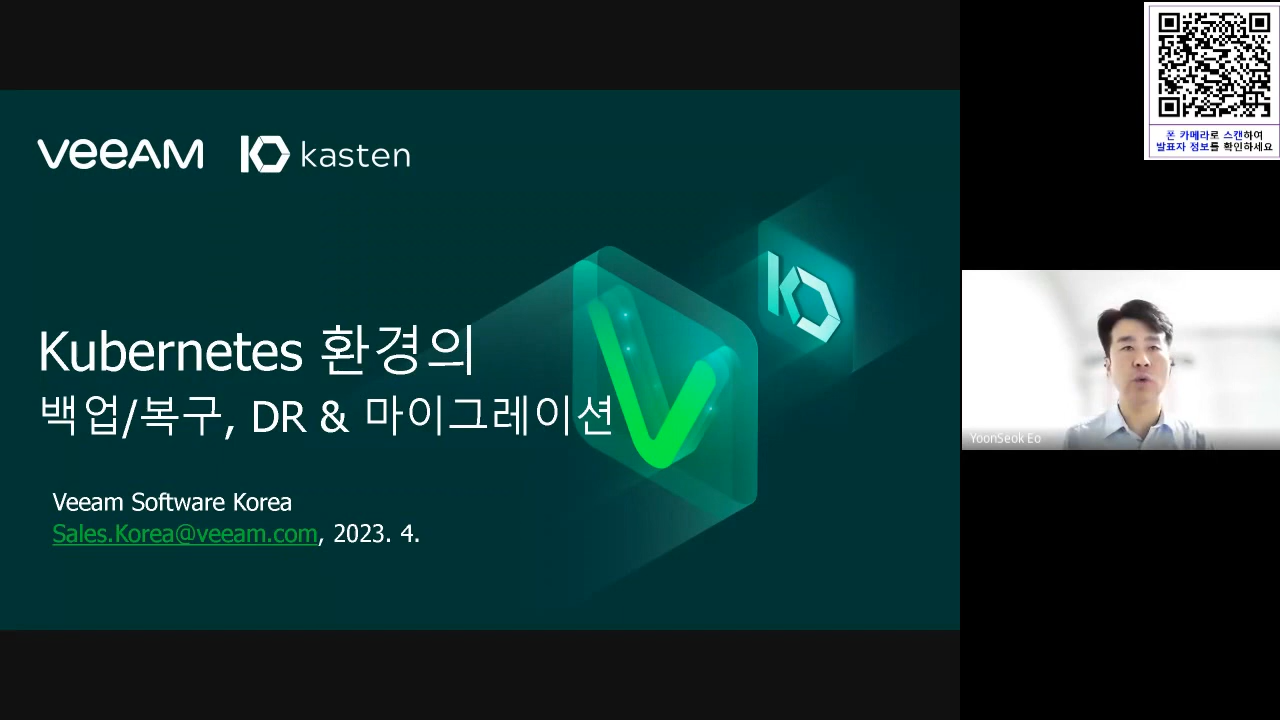 veeAM kasten
Kubernetes 환경의
백업/복구, DR & 마이그레이션
Veeam Software Korea
Sales.Korea@veeam.com, 2023. 4.
폰 카메라로 스캔하여
발표자 정보를 확인하세요
YoonSeok Eo